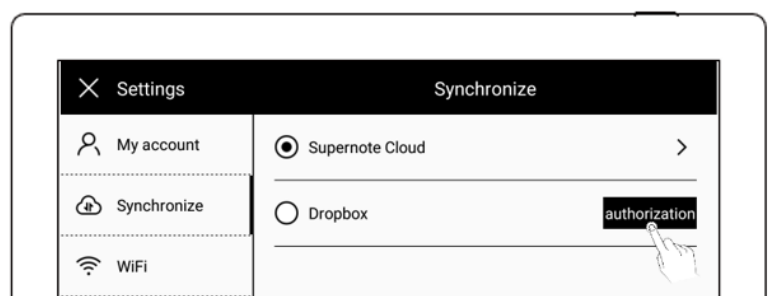 Settings
Synchronize
My account
Supernote Cloud
Synchronize
Dropbox
authorization
WiFi